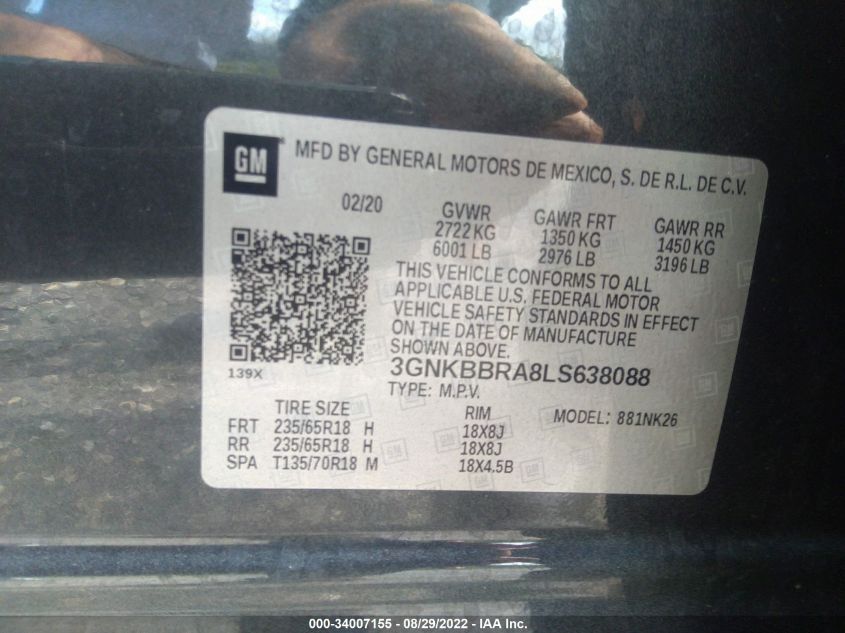 GM
MFD BY GENERAL MOTORS DE MEXICO, S. DE R.L. DE C.V.
02/20 GVWR GAWR FRT GAWR RR
2722 KG 1350 KG 1450 KG
6001 LB 2976 LB 3196 LB
THIS VEHICLE CONFORMS TO ALL
APPLICABLE U.S. FEDERAL MOTOR
VEHICLE SAFETY STANDARDS IN EFFECT
ON THE DATE OF MANUFACTURE
SHOWN ABOVE.
139X
3GNKBBRA8LS638088
TYPE: M.P.V.
TIRE SIZE RIM MODEL: 881NK26
FRT 235/65R18 H 18X8J
RR 235/65R18 H 18X8J
SPA T135/70R18 M 18X4.5B
000-34007155 - 08/29/2022 - IAA Inc.